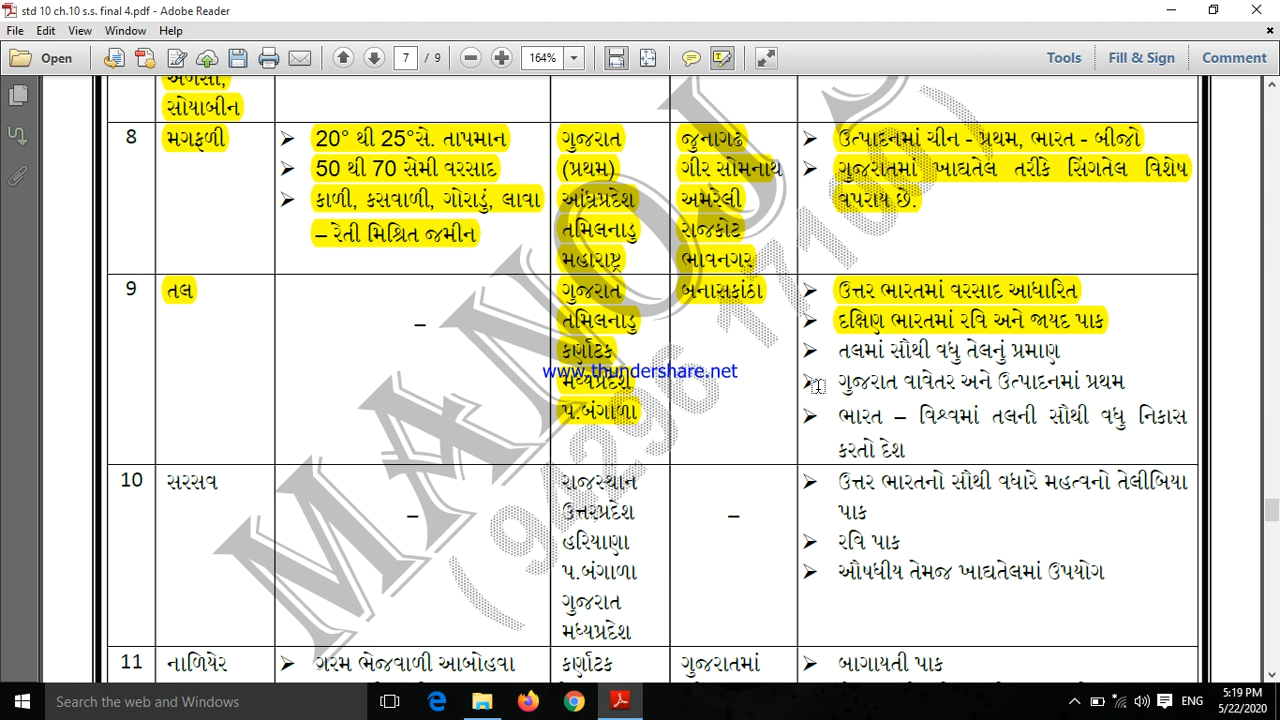 std 10 ch.10 s.s. final 4.pdf - Adobe Reader
File Edit View Window Help
Open 7 / 9 164% Tools Fill & Sign Comment
સોયાબીન
8 મગફળી
20° થી 25°સે. તાપમાન
50 થી 70 સેમી વરસાદ
કાળી, કસવાળી, ગોરાડું, લાવા
– રેતી મિશ્રિત જમીન
ગુજરાત
(પ્રથમ)
આંધ્રપ્રદેશ
તમિલનાડુ
મહારાષ્ટ્ર
જુનાગઢ
ગીર સોમનાથ
અમરેલી
રાજકોટ
ભાવનગર
ઉત્પાદનમાં ચીન - પ્રથમ, ભારત - બીજો
ગુજરાતમાં ખાદ્યતેલ તરીકે સિંગતેલ વિશેષ
વપરાય છે.
9 તલ
–
ગુજરાત
તમિલનાડુ
કર્ણાટક
મધ્યપ્રદેશ
પ.બંગાળા
બનાસકાંઠા
ઉત્તર ભારતમાં વરસાદ આધારિત
દક્ષિણ ભારતમાં રવિ અને જાયદ પાક
તલમાં સૌથી વધુ તેલનું પ્રમાણ
ગુજરાત વાવેતર અને ઉત્પાદનમાં પ્રથમ
ભારત – વિશ્વમાં તલની સૌથી વધુ નિકાસ
કરતો દેશ
www.thundershare.net
10 સરસવ
–
રાજસ્થાન
ઉત્તરપ્રદેશ
હરિયાણા
પ.બંગાળા
ગુજરાત
મધ્યપ્રદેશ
–
ઉત્તર ભારતનો સૌથી વધારે મહત્વનો તેલીબિયા
પાક
રવિ પાક
ઔષધીય તેમજ ખાદ્યતેલમાં ઉપયોગ
11 નાળિયેર
ગરમ ભેજવાળી આબોહવા
કર્ણાટક
ગુજરાતમાં
બાગાયતી પાક
Search the web and Windows
ENG
5:19 PM
5/22/2020